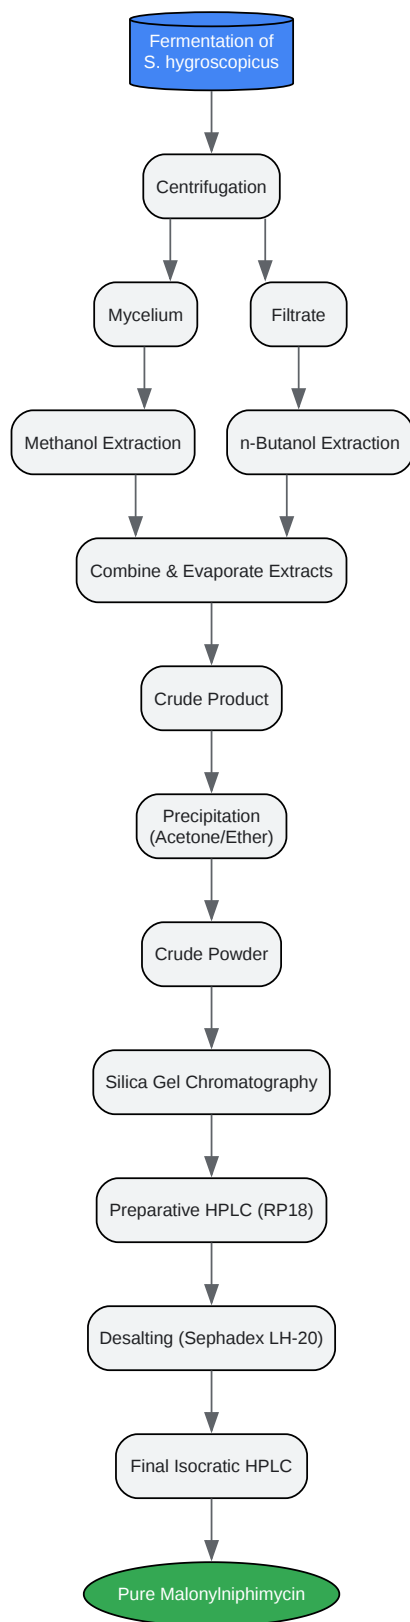 Fermentation of
S. hygroscopicus
Centrifugation
Mycelium
Filtrate
Methanol Extraction
n-Butanol Extraction
Combine & Evaporate Extracts
Crude Product
Precipitation
(Acetone/Ether)
Crude Powder
Silica Gel Chromatography
Preparative HPLC (RP18)
Desalting (Sephadex LH-20)
Final Isocratic HPLC
Pure Malonylniphimycin